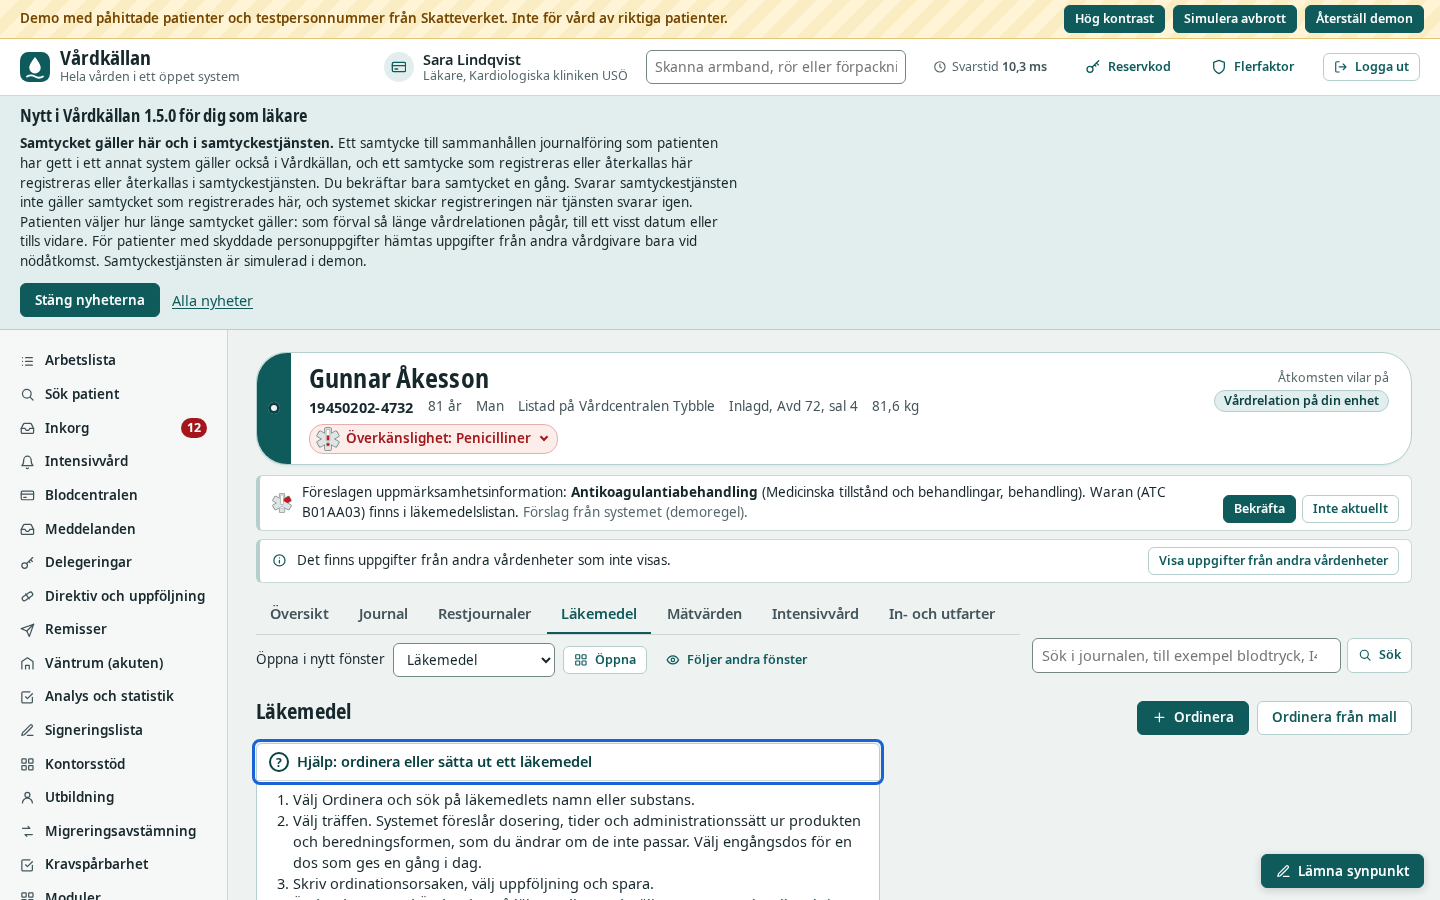 Demo med påhittade patienter och testpersonnummer från Skatteverket. Inte för vård av riktiga patienter.
Hög kontrast
Simulera avbrott
Återställ demon
Vårdkällan
Hela vården i ett öppet system
Sara Lindqvist
Läkare, Kardiologiska kliniken USÖ
Skanna armband, rör eller förpackni
Svarstid 10,3 ms
Reservkod
Flerfaktor
Logga ut
Nytt i Vårdkällan 1.5.0 för dig som läkare
Samtycket gäller här och i samtyckestjänsten. Ett samtycke till sammanhållen journalföring som patienten
har gett i ett annat system gäller också i Vårdkällan, och ett samtycke som registreras eller återkallas här
registreras eller återkallas i samtyckestjänsten. Du bekräftar bara samtycket en gång. Svarar samtyckestjänsten
inte gäller samtycket som registrerades här, och systemet skickar registreringen när tjänsten svarar igen.
Patienten väljer hur länge samtycket gäller: som förval så länge vårdrelationen pågår, till ett visst datum eller
tills vidare. För patienter med skyddade personuppgifter hämtas uppgifter från andra vårdgivare bara vid
nödåtkomst. Samtyckestjänsten är simulerad i demon.
Stäng nyheterna
Alla nyheter
Arbetslista
Sök patient
Inkorg
12
Intensivvård
Blodcentralen
Meddelanden
Delegeringar
Direktiv och uppföljning
Remisser
Väntrum (akuten)
Analys och statistik
Signeringslista
Kontorsstöd
Utbildning
Migreringsavstämning
Kravspårbarhet
Moduler
Gunnar Åkesson
19450202-4732 81 år Man Listad på Vårdcentralen Tybble Inlagd, Avd 72, sal 4 81,6 kg
Överkänslighet: Penicilliner
Åtkomsten vilar på
Vårdrelation på din enhet
Föreslagen uppmärksamhetsinformation: Antikoagulantiabehandling (Medicinska tillstånd och behandlingar, behandling). Waran (ATC
B01AA03) finns i läkemedelslistan. Förslag från systemet (demoregel).
Bekräfta
Inte aktuellt
Det finns uppgifter från andra vårdenheter som inte visas.
Visa uppgifter från andra vårdenheter
Översikt
Journal
Restjournaler
Läkemedel
Mätvärden
Intensivvård
In- och utfarter
Öppna i nytt fönster
Läkemedel
Öppna
Följer andra fönster
Sök i journalen, till exempel blodtryck, I4
Sök
Läkemedel
Ordinera
Ordinera från mall
Hjälp: ordinera eller sätta ut ett läkemedel
1. Välj Ordinera och sök på läkemedlets namn eller substans.
2. Välj träffen. Systemet föreslår dosering, tider och administrationssätt ur produkten
och beredningsformen, som du ändrar om de inte passar. Välj engångsdos för en
dos som ges en gång i dag.
3. Skriv ordinationsorsaken, välj uppföljning och spara.
Lämna synpunkt